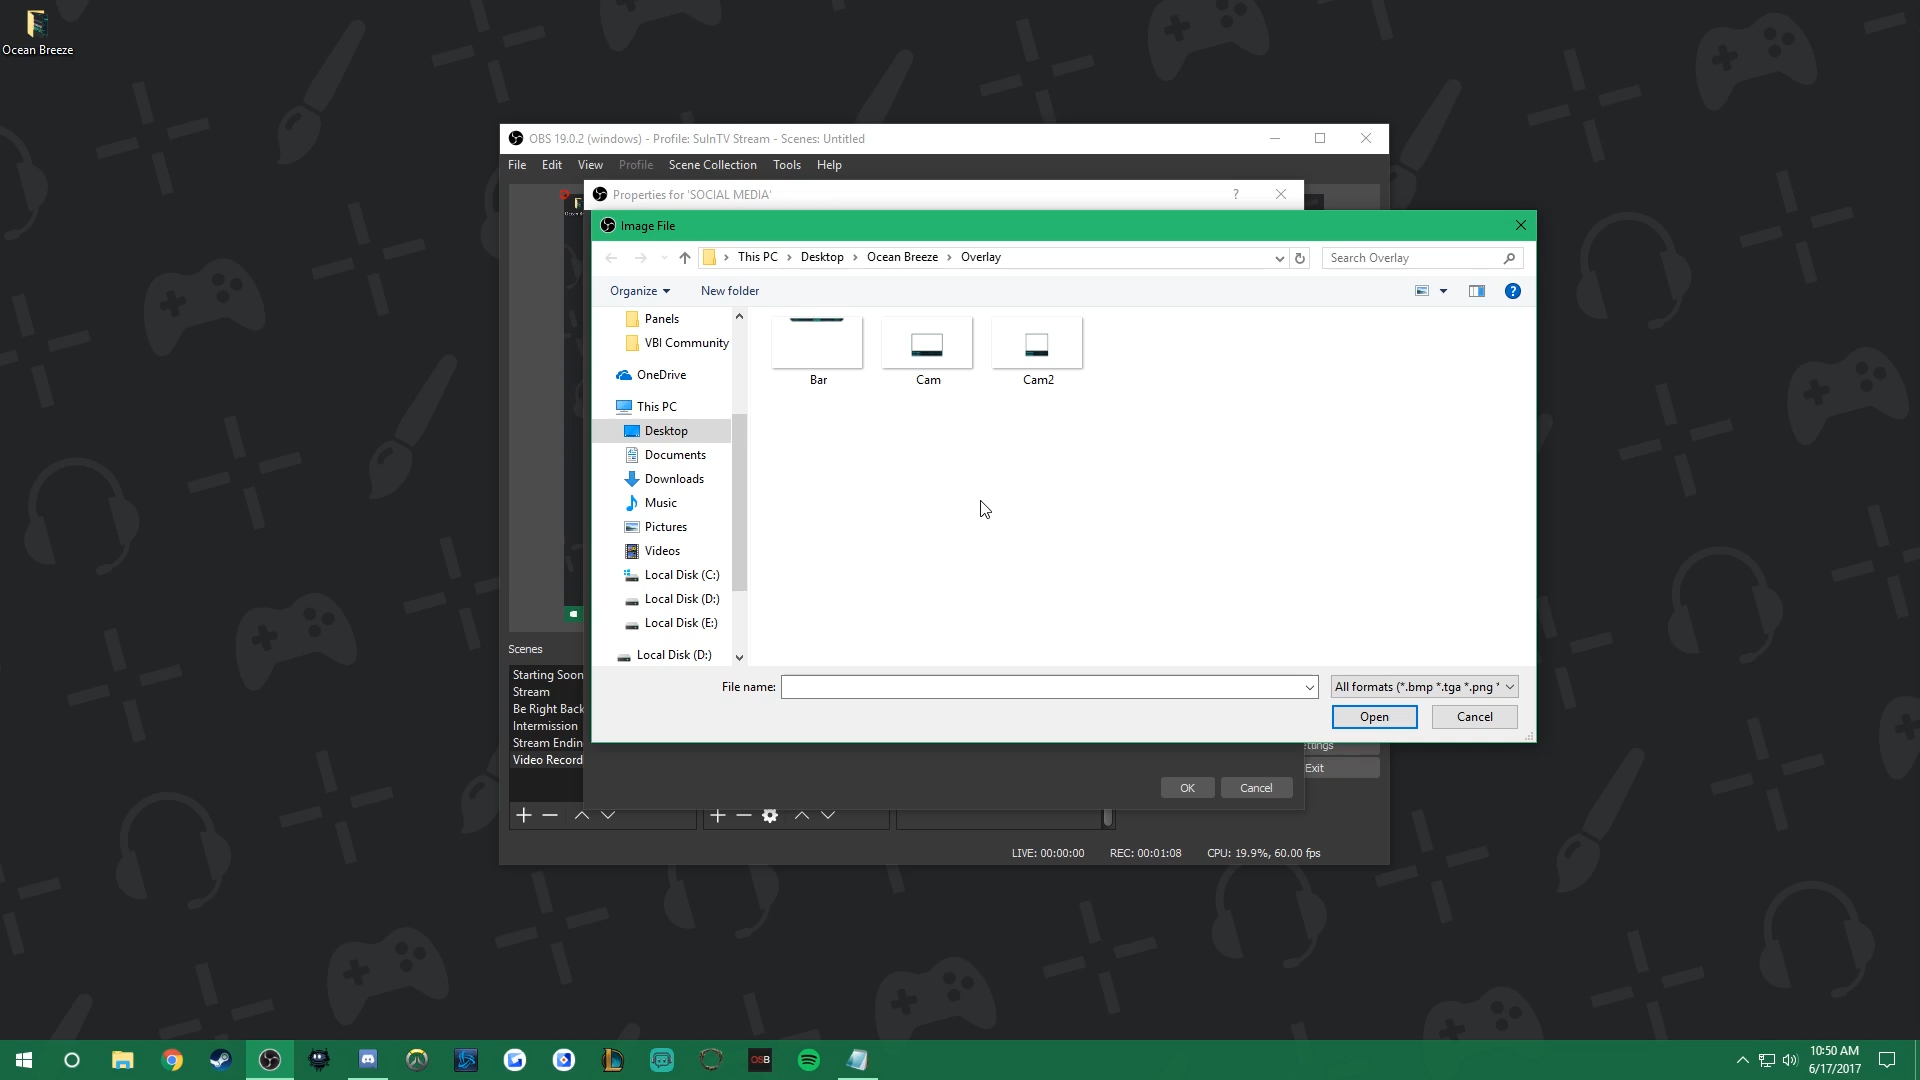 Ocean Breeze
OBS 19.0.2 (windows) - Profile: SulnTV Stream - Scenes: Untitled
File Edit View Profile Scene Collection Tools Help
Properties for 'SOCIAL MEDIA'
Image File
This PC Desktop Ocean Breeze Overlay
Search Overlay
Organize New folder
Panels
VBI Community
OneDrive
This PC
Desktop
Documents
Downloads
Music
Pictures
Videos
Local Disk (C:)
Local Disk (D:)
Local Disk (E:)
Local Disk (D:)
Bar Cam Cam2
File name:
All formats (*.bmp *.tga *.png *
Open Cancel
Scenes
Starting Soon
Stream
Be Right Back
Intermission
Stream Endin
Video Record
ettings
Exit
OK Cancel
LIVE: 00:00:00 REC: 00:01:08 CPU: 19.9%, 60.00 fps
OSB
10:50 AM
6/17/2017